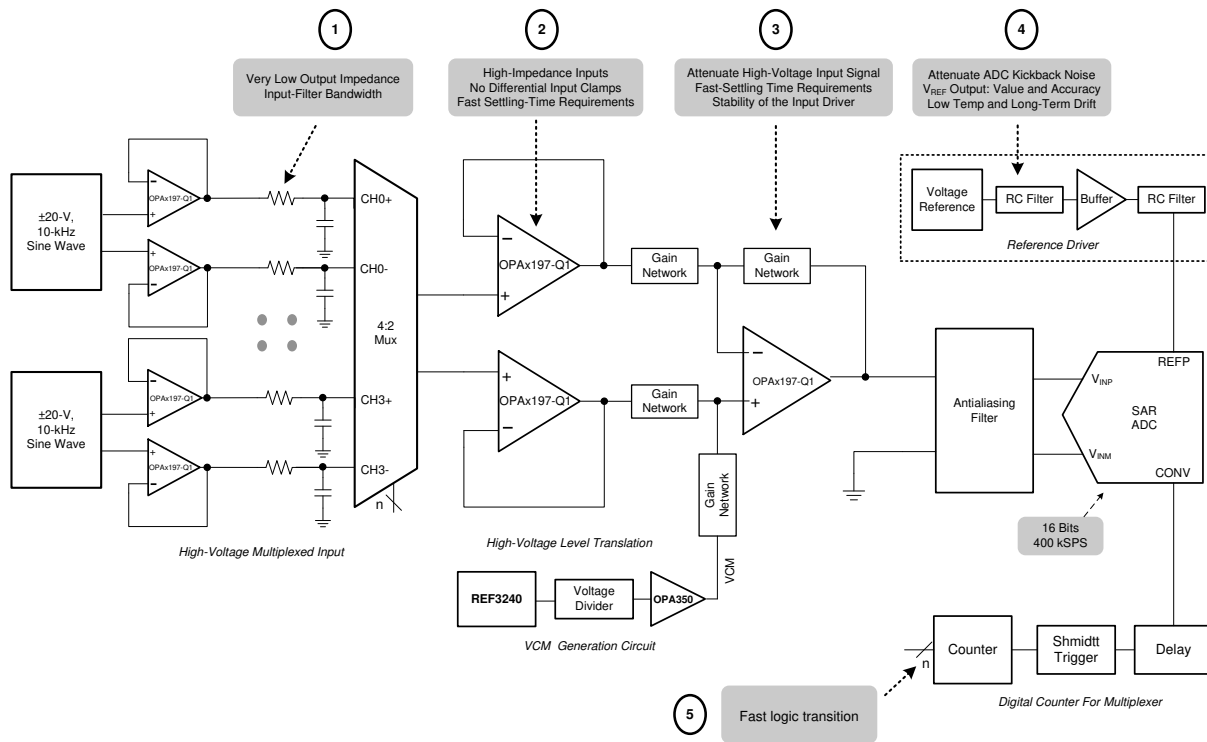 1
2
3
4
Very Low Output Impedance
Input-Filter Bandwidth
High-Impedance Inputs
No Differential Input Clamps
Fast Settling-Time Requirements
Attenuate High-Voltage Input Signal
Fast-Settling Time Requirements
Stability of the Input Driver
Attenuate ADC Kickback Noise
VREF Output: Value and Accuracy
Low Temp and Long-Term Drift
±20-V,
10-kHz
Sine Wave
OPAx197-Q1
OPAx197-Q1
CH0+
CH0-
4:2
Mux
±20-V,
10-kHz
Sine Wave
OPAx197-Q1
OPAx197-Q1
CH3+
CH3-
n
High-Voltage Multiplexed Input
OPAx197-Q1
OPAx197-Q1
Gain
Network
Gain
Network
Gain
Network
Gain
Network
OPAx197-Q1
High-Voltage Level Translation
VCM
REF3240
Voltage
Divider
OPA350
VCM Generation Circuit
Voltage
Reference
RC Filter
Buffer
RC Filter
Reference Driver
Antialiasing
Filter
REFP
VINP
SAR
ADC
VINM
CONV
16 Bits
400 kSPS
n
Counter
Shmidtt
Trigger
Delay
Digital Counter For Multiplexer
5
Fast logic transition